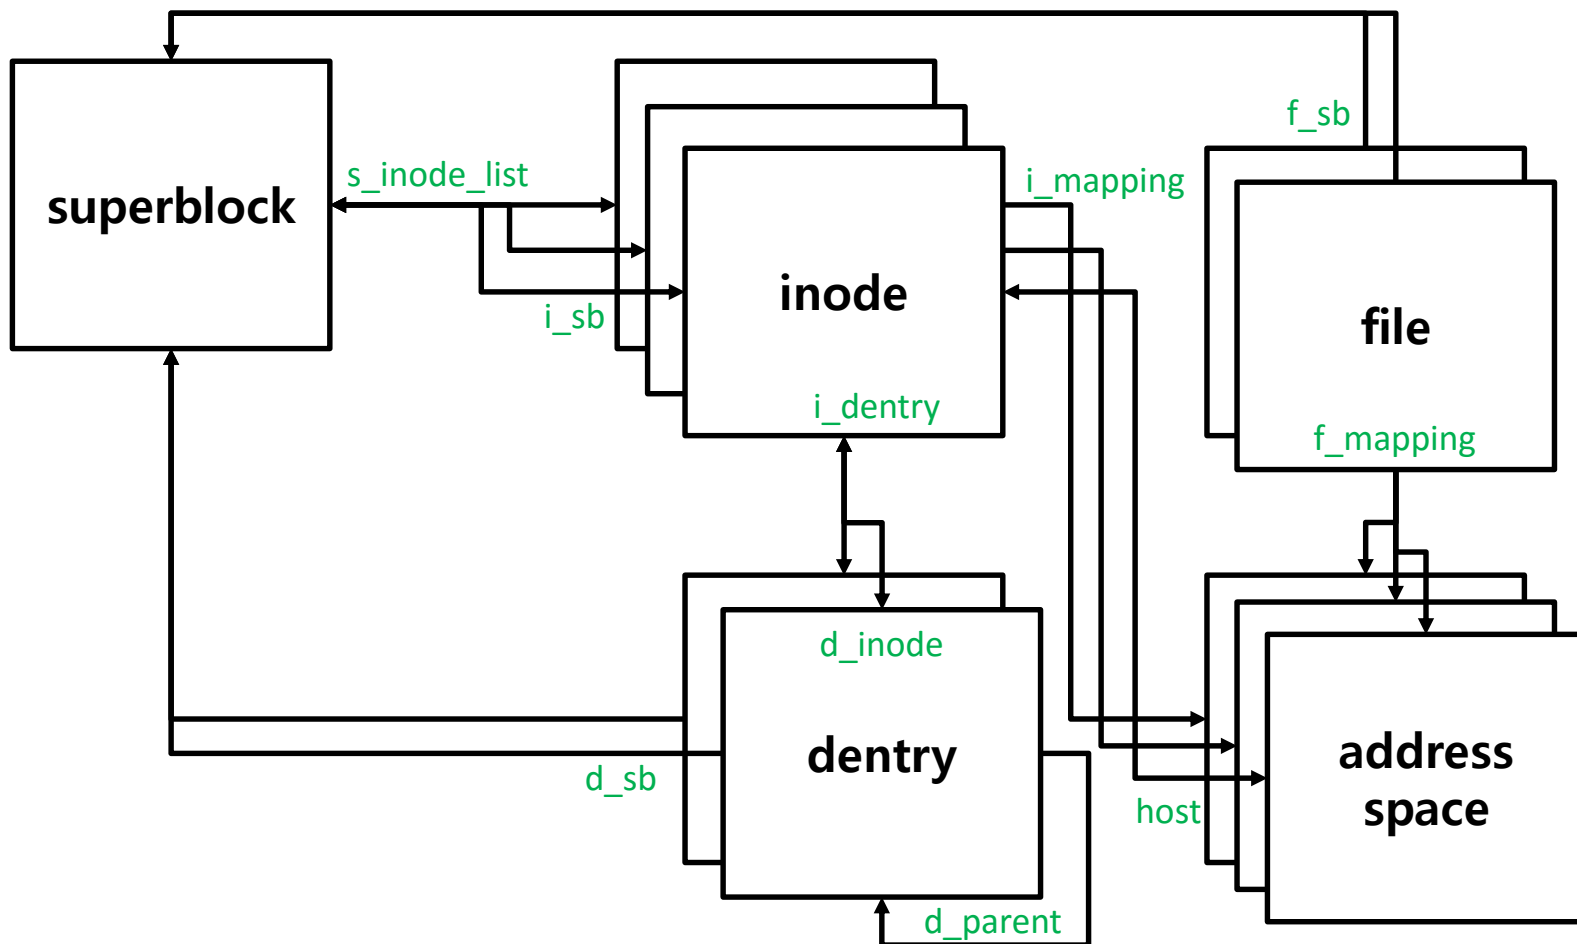 f_sb
s_inode_list
i_mapping
superblock
inode
i_sb
file
i_dentry
f_mapping
d_inode
dentry
d_sb
address
space
host
d_parent